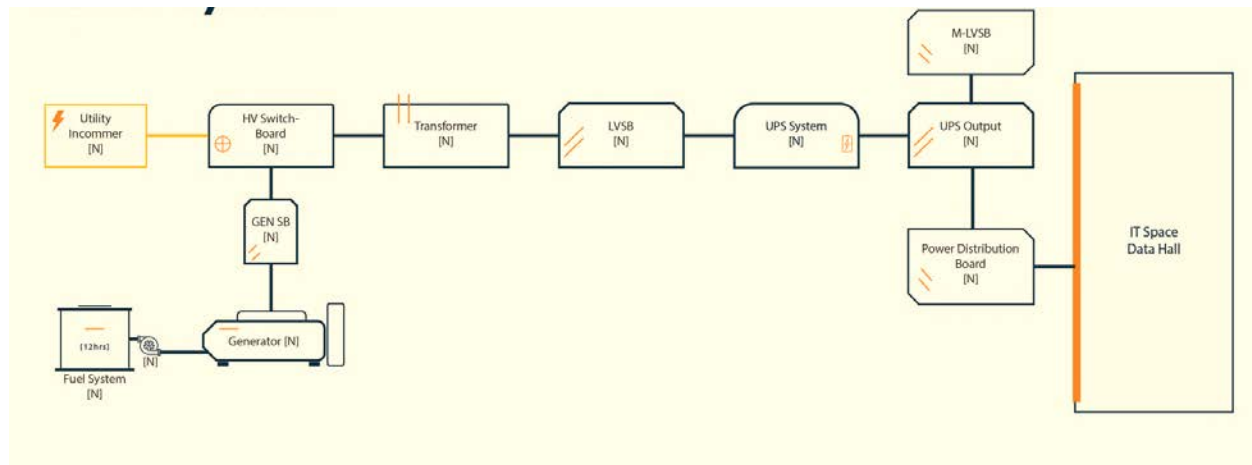 M-LVSB
[N]
Utility
Incommer
[N]
HV Switch-
Board
[N]
Transformer
[N]
LVSB
[N]
UPS System
[N]
UPS Output
[N]
GEN SB
[N]
Power Distribution
Board
[N]
IT Space
Data Hall
Generator [N]
[12hrs]
[N]
Fuel System
[N]